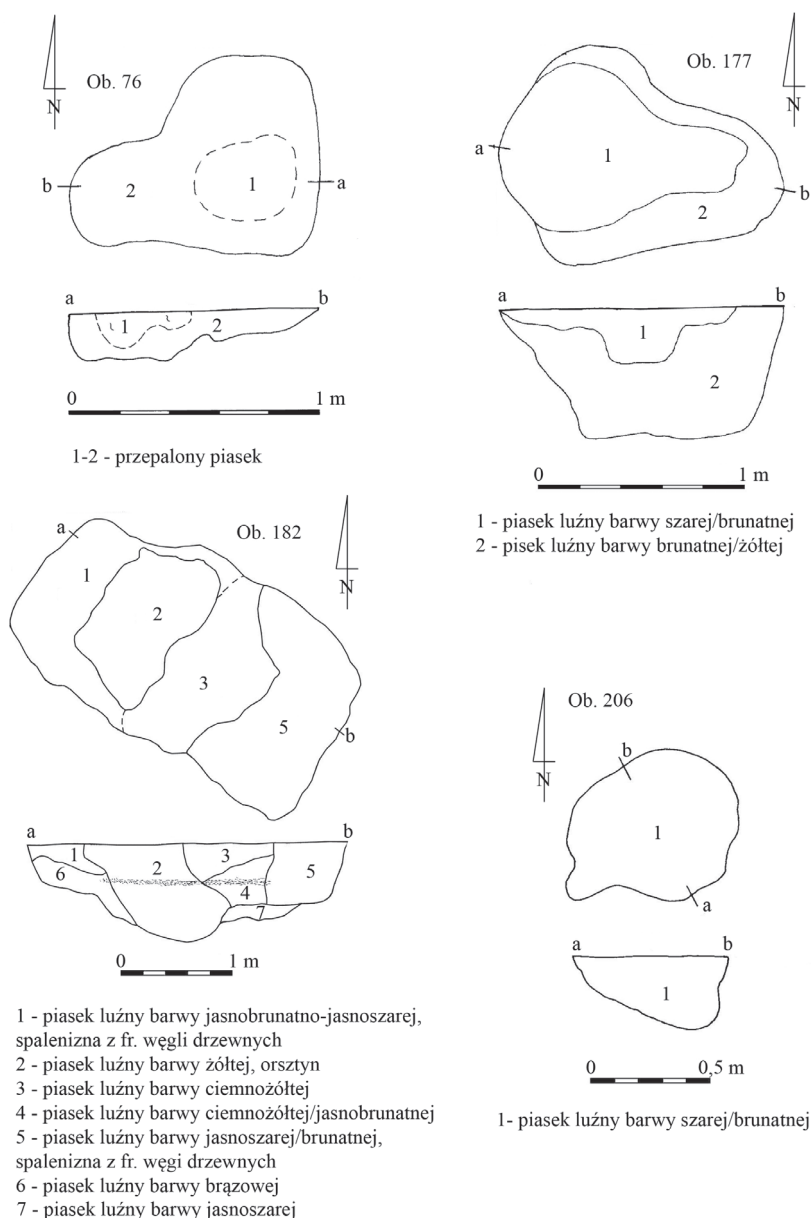 Ob. 76
N
b
2
1
a
a
b
1
2
0
1 m
1-2 - przepalony piasek
Ob. 177
N
a
1
b
2
a
b
1
2
0
1 m
1 - piasek luźny barwy szarej/brunatnej
2 - pisek luźny barwy brunatnej/żółtej
Ob. 182
N
a
1
2
3
5
b
a
b
1
2
3
5
6
4
7
0
1 m
1 - piasek luźny barwy jasnobrunatno-jasnoszarej,
spalenizna z fr. węgli drzewnych
2 - piasek luźny barwy żółtej, orsztyn
3 - piasek luźny barwy ciemnożółtej
4 - piasek luźny barwy ciemnożółtej/jasnobrunatnej
5 - piasek luźny barwy jasnoszarej/brunatnej,
spalenizna z fr. węgi drzewnych
6 - piasek luźny barwy brązowej
7 - piasek luźny barwy jasnoszarej
Ob. 206
N
b
1
a
a
b
1
0
0,5 m
1- piasek luźny barwy szarej/brunatnej